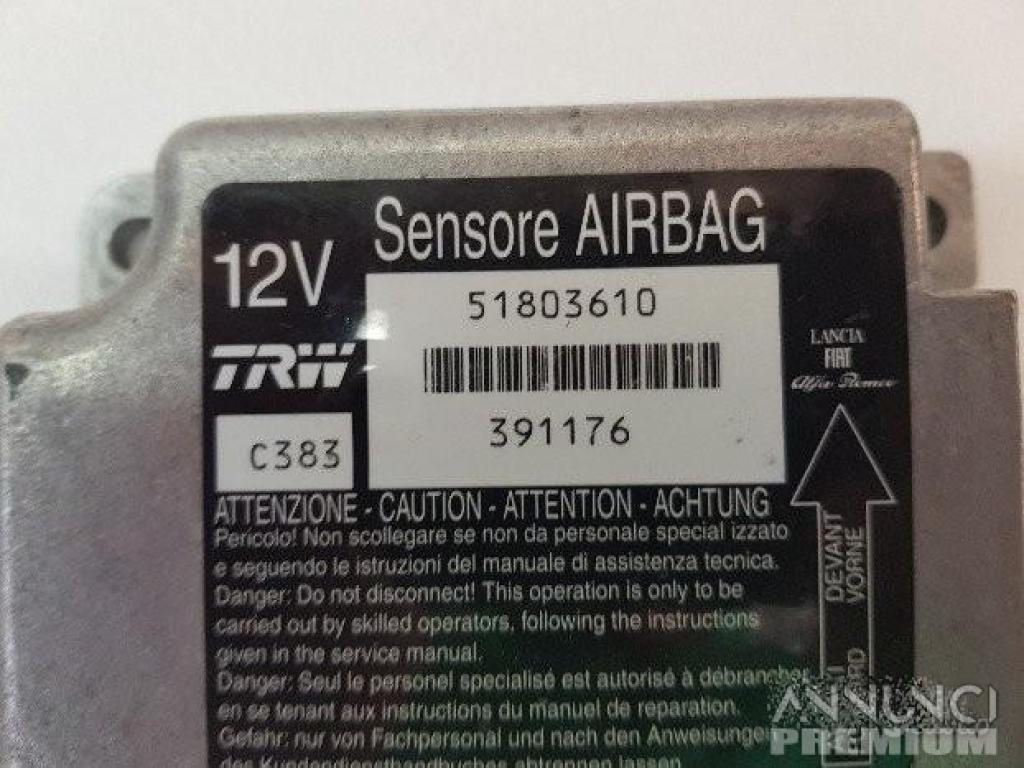 Sensore AIRBAG
12V
51803610
TRW
391176
C383
LANCIA
FIAT
Alfa Romeo
ATTENZIONE - CAUTION - ATTENTION - ACHTUNG
Pericolo! Non scollegare se non da personale special izzato
e seguendo le istruzioni del manuale di assistenza tecnica.
Danger: Do not disconnect! This operation is only to be
carried out by skilled operators, following the instructions
given in the service manual.
Danger: Seul le personel specialisé est autorisé à débrancher
en se tenant aux instructions du manuel de reparation.
Gefahr: nur von Fachpersonal und nach den Anweisungen
des Kundendiensthandbuches abtrennen lassen
DEVANT
VORNE
ANNUNCI
PREMIUM